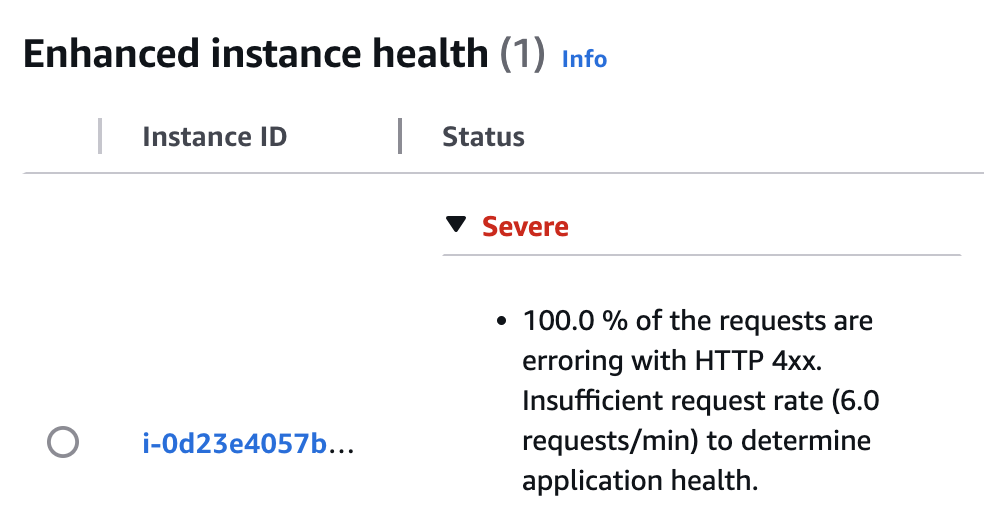 Enhanced instance health (1) Info
Instance ID Status
Severe
• 100.0 % of the requests are
erroring with HTTP 4xx.
Insufficient request rate (6.0
requests/min) to determine
application health.
i-0d23e4057b...